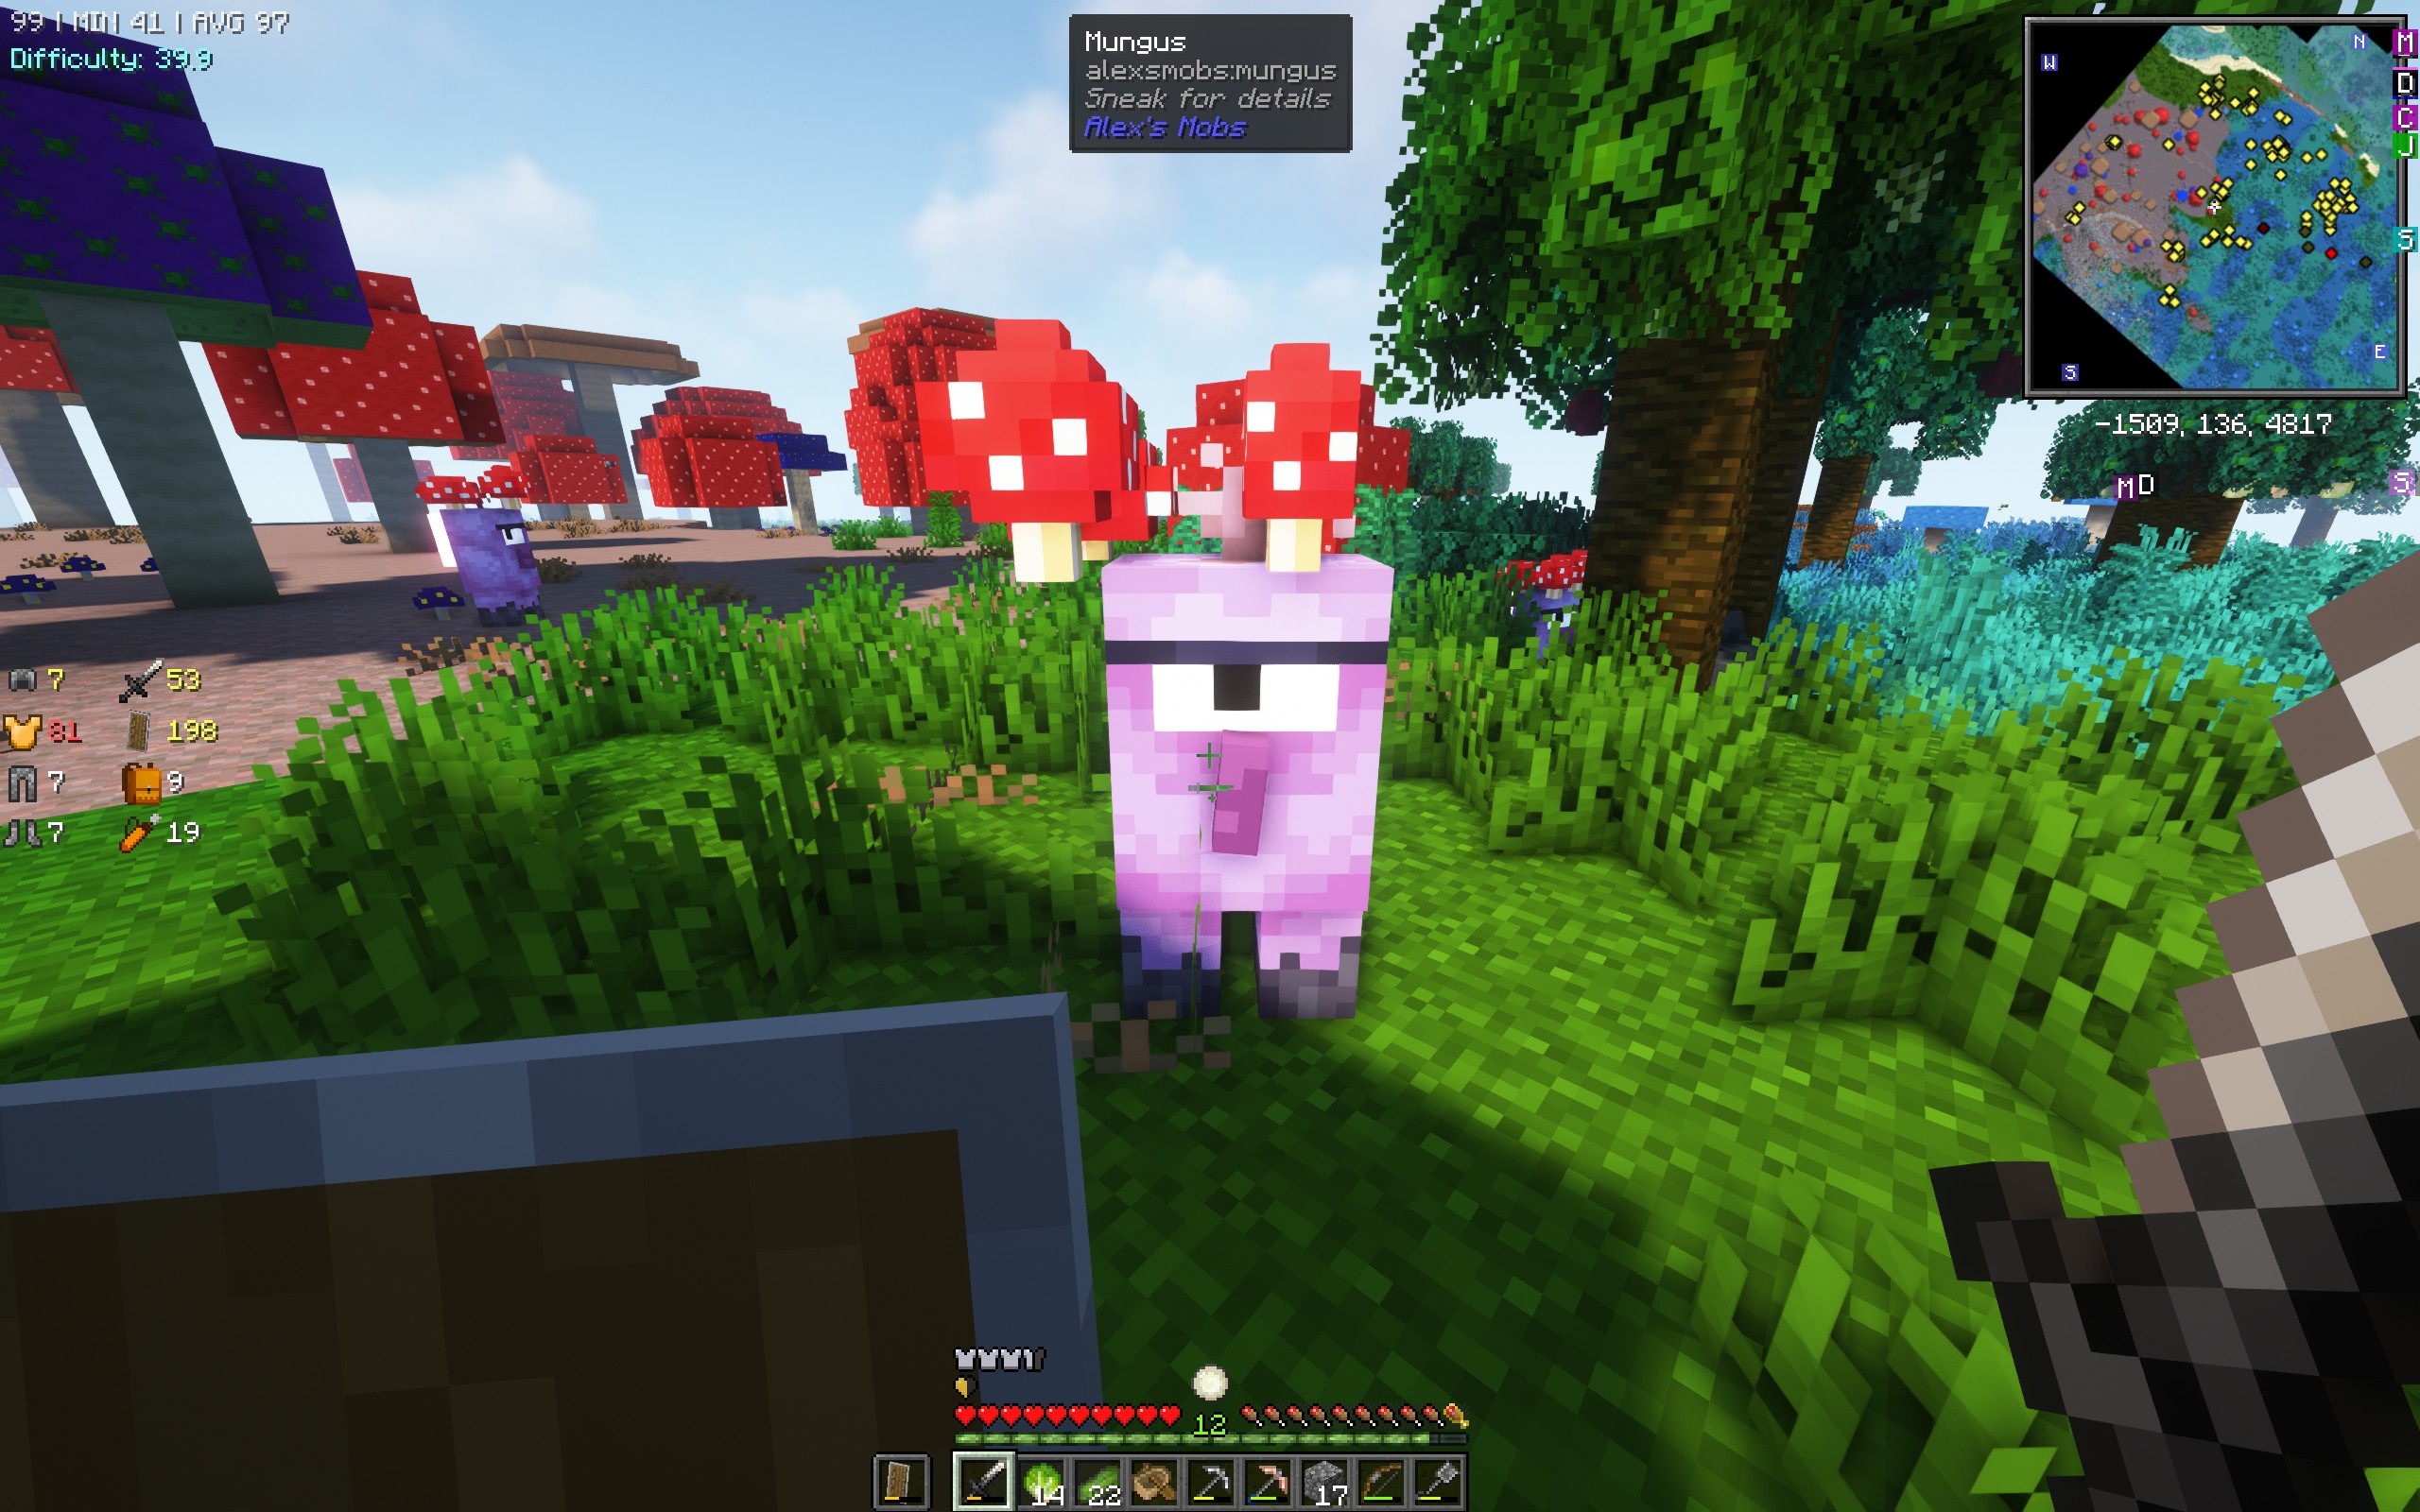 99 | MIN 41 | AVG 97
Difficulty: 39.9
Mungus
alexsmobs:mungus
Sneak for details
Alex's Mobs
N
W
E
S
M
D
C
J
S
-1509, 136, 4817
M D
S
7 53
81 198
7 9
7 19
12
14 22 17